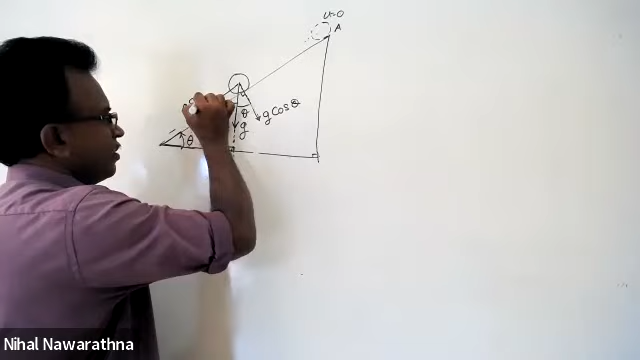 u=0
A
θ
g cos θ
g
θ
Nihal Nawarathna